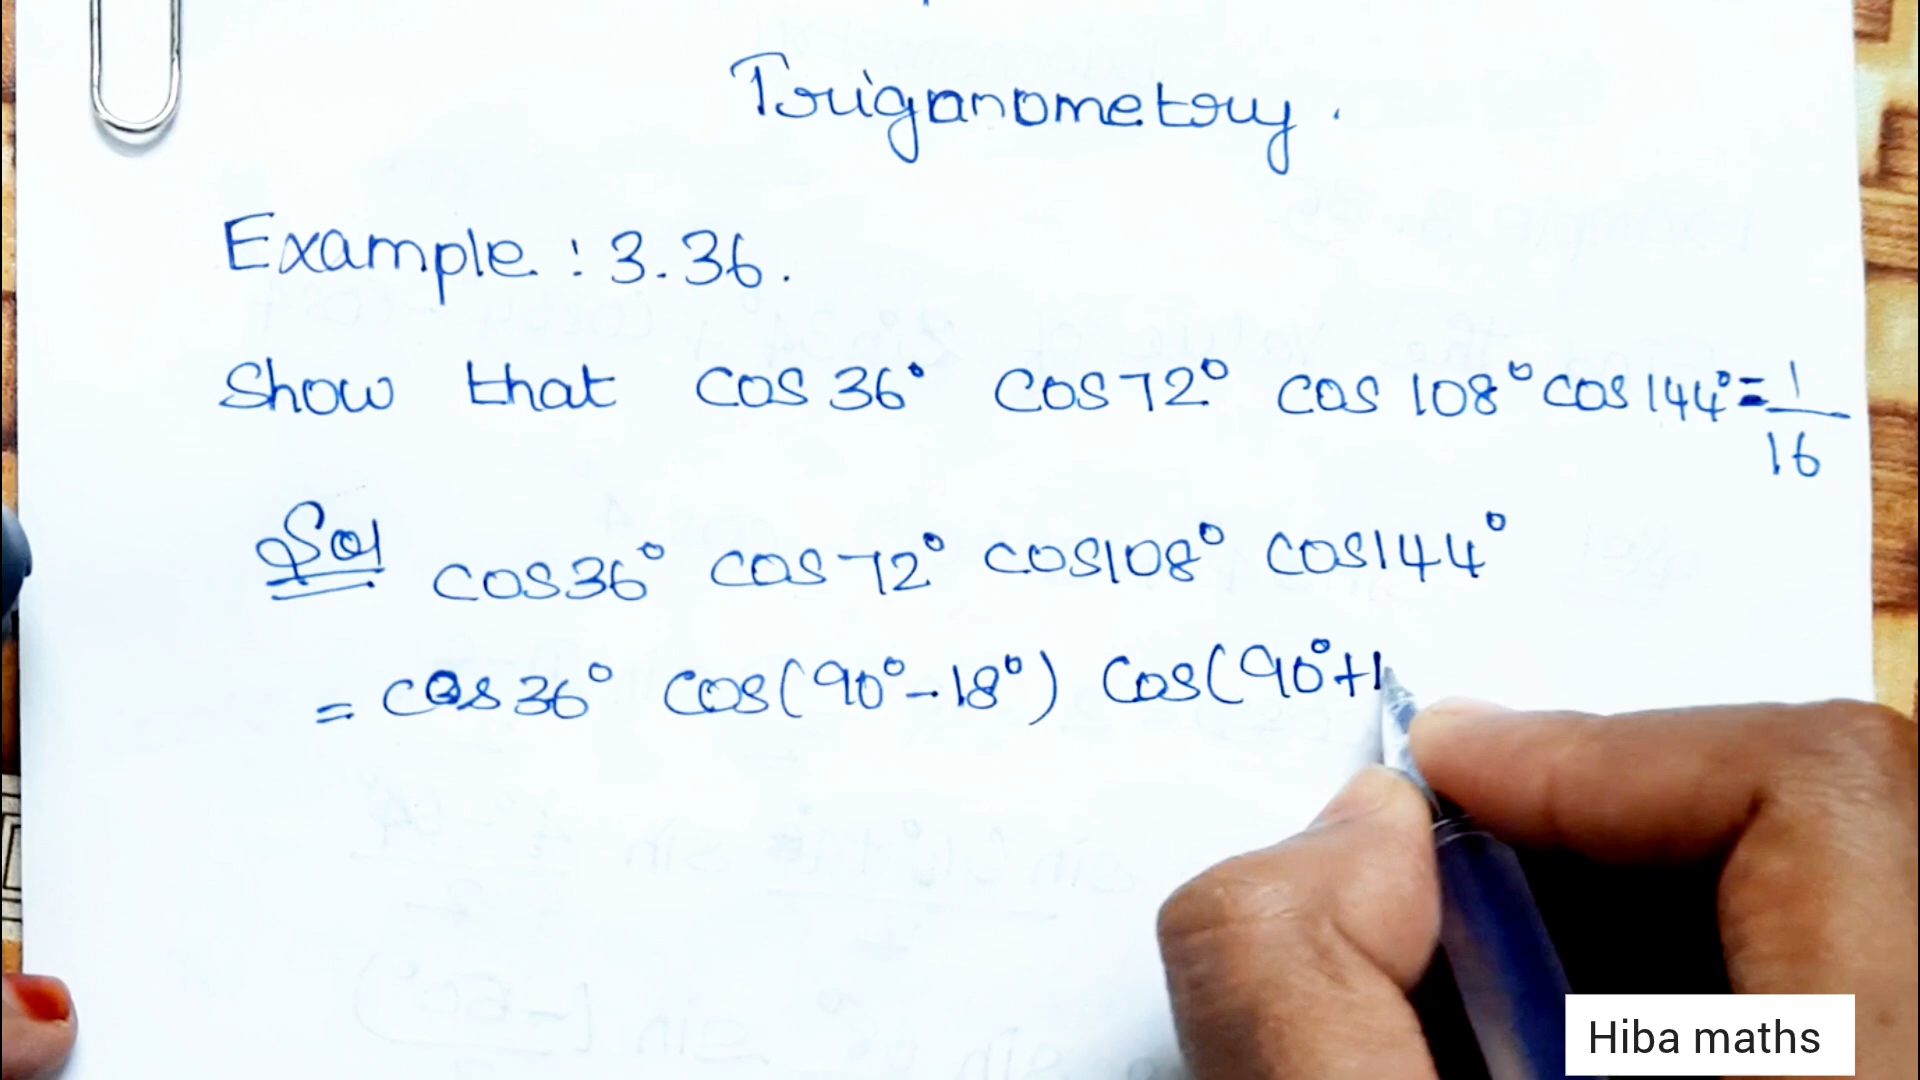 Triganometry.
Example : 3.36.
Show that cos 36° cos 72° cos 108° cos 144° = 1/16
Sol cos 36° cos 72° cos 108° cos 144°
= cos 36° cos(90° - 18°) cos(90° + 1
Hiba maths